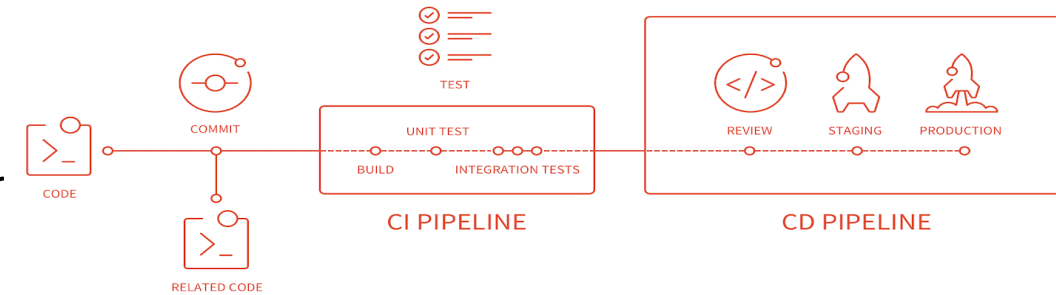 TEST
COMMIT
REVIEW
STAGING
PRODUCTION
UNIT TEST
BUILD
INTEGRATION TESTS
CODE
CI PIPELINE
CD PIPELINE
RELATED CODE